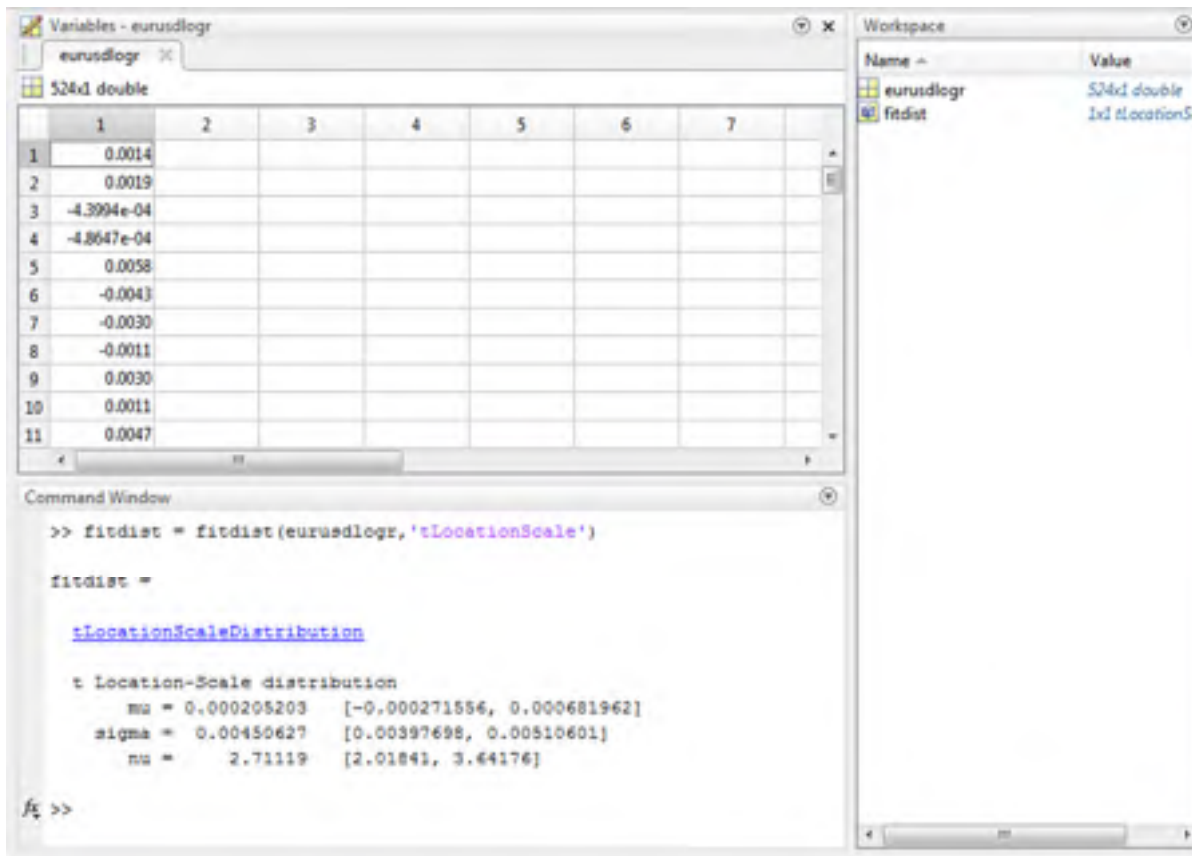 Variables - eurusdlogr
eurusdlogr
524x1 double
1 2 3 4 5 6 7
1 0.0014
2 0.0019
3 -4.3994e-04
4 -4.8647e-04
5 0.0058
6 -0.0043
7 -0.0030
8 -0.0011
9 0.0030
10 0.0011
11 0.0047
Command Window
>> fitdist = fitdist(eurusdlogr,'tLocationScale')
fitdist =
tLocationScaleDistribution
t Location-Scale distribution
mu = 0.000205203 [-0.000271556, 0.000681962]
sigma = 0.00450627 [0.00397698, 0.00510601]
nu = 2.71119 [2.01841, 3.64176]
fx >>
Workspace
Name Value
eurusdlogr 524x1 double
fitdist 1x1 tLocationS